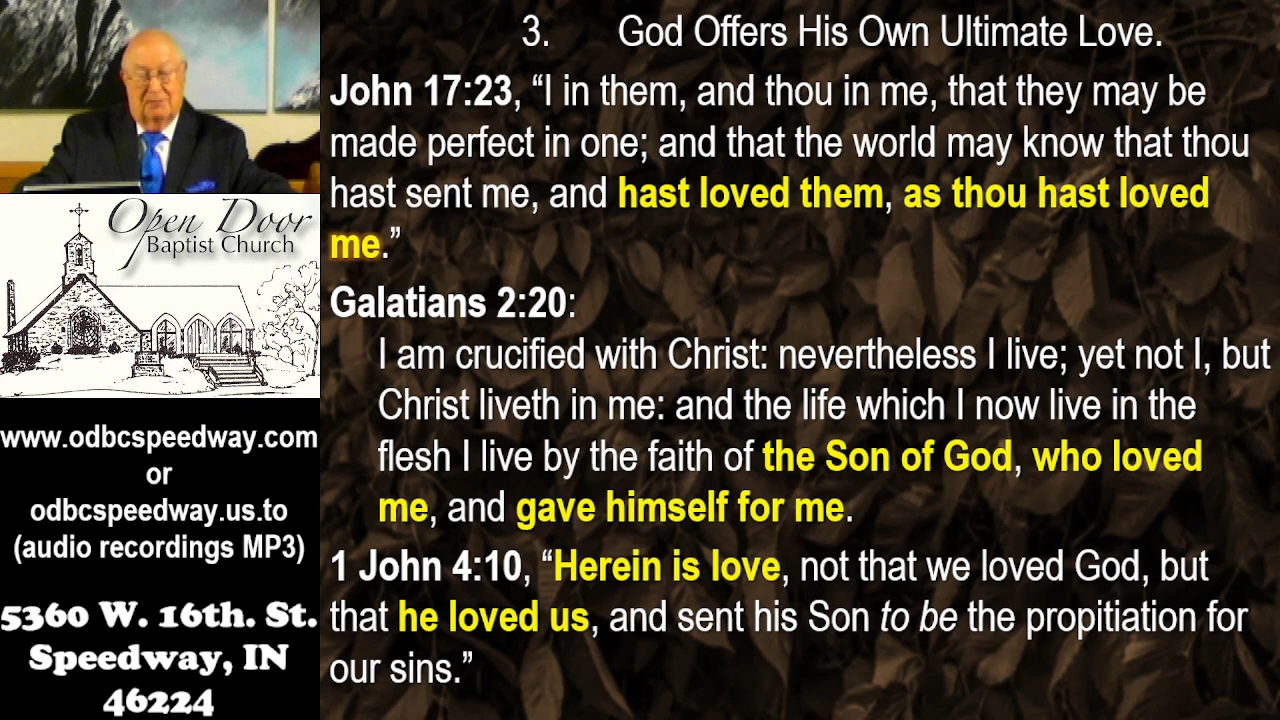 3. God Offers His Own Ultimate Love.
John 17:23, “I in them, and thou in me, that they may be
made perfect in one; and that the world may know that thou
hast sent me, and hast loved them, as thou hast loved
me.”
Galatians 2:20:
I am crucified with Christ: nevertheless I live; yet not I, but
Christ liveth in me: and the life which I now live in the
flesh I live by the faith of the Son of God, who loved
me, and gave himself for me.
1 John 4:10, “Herein is love, not that we loved God, but
that he loved us, and sent his Son to be the propitiation for
our sins.”
Open Door
Baptist Church
www.odbcspeedway.com
or
odbcspeedway.us.to
(audio recordings MP3)
5360 W. 16th. St.
Speedway, IN
46224